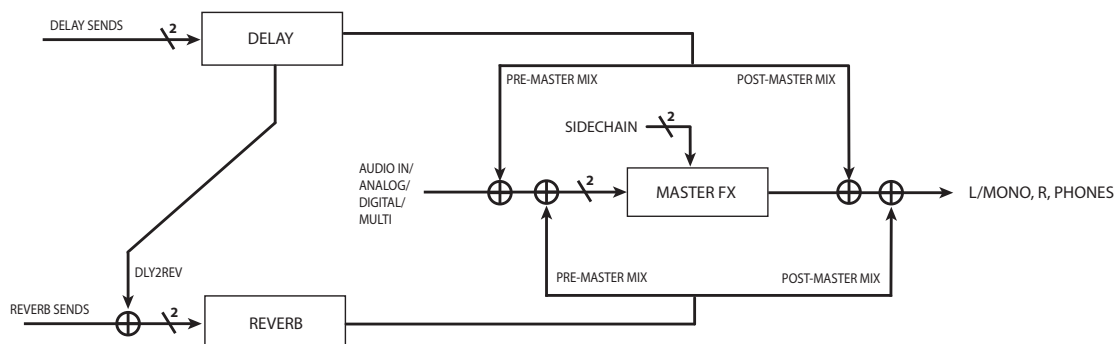 DELAY SENDS
2
DELAY
PRE-MASTER MIX
POST-MASTER MIX
SIDECHAIN
2
AUDIO IN/
ANALOG/
DIGITAL/
MULTI
2
MASTER FX
L/MONO, R, PHONES
DLY2REV
PRE-MASTER MIX
POST-MASTER MIX
REVERB SENDS
2
REVERB